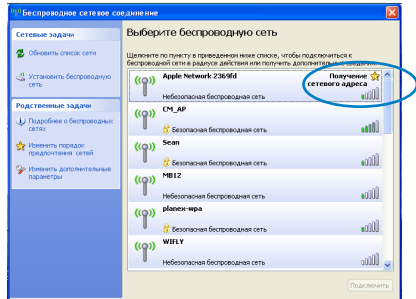 Беспроводное сетевое соединение
Сетевые задачи
Обновить список сети
Установить беспроводную
сеть
Родственные задачи
Подробнее о беспроводных
сетях
Изменить порядок
предпочтения сетей
Изменить дополнительные
параметры
Выберите беспроводную сеть
Щелкните по пункту в приведенном ниже списке, чтобы подключиться к
беспроводной сети в радиусе действия или получить дополнительные
Apple Network 2369fd
Получение
сетевого адреса
Небезопасная беспроводная сеть
CM_AP
Безопасная беспроводная сеть
Sean
Безопасная беспроводная сеть
MB12
Небезопасная беспроводная сеть
planex-wpa
Безопасная беспроводная сеть
WIFLY
Небезопасная беспроводная сеть
Подключить